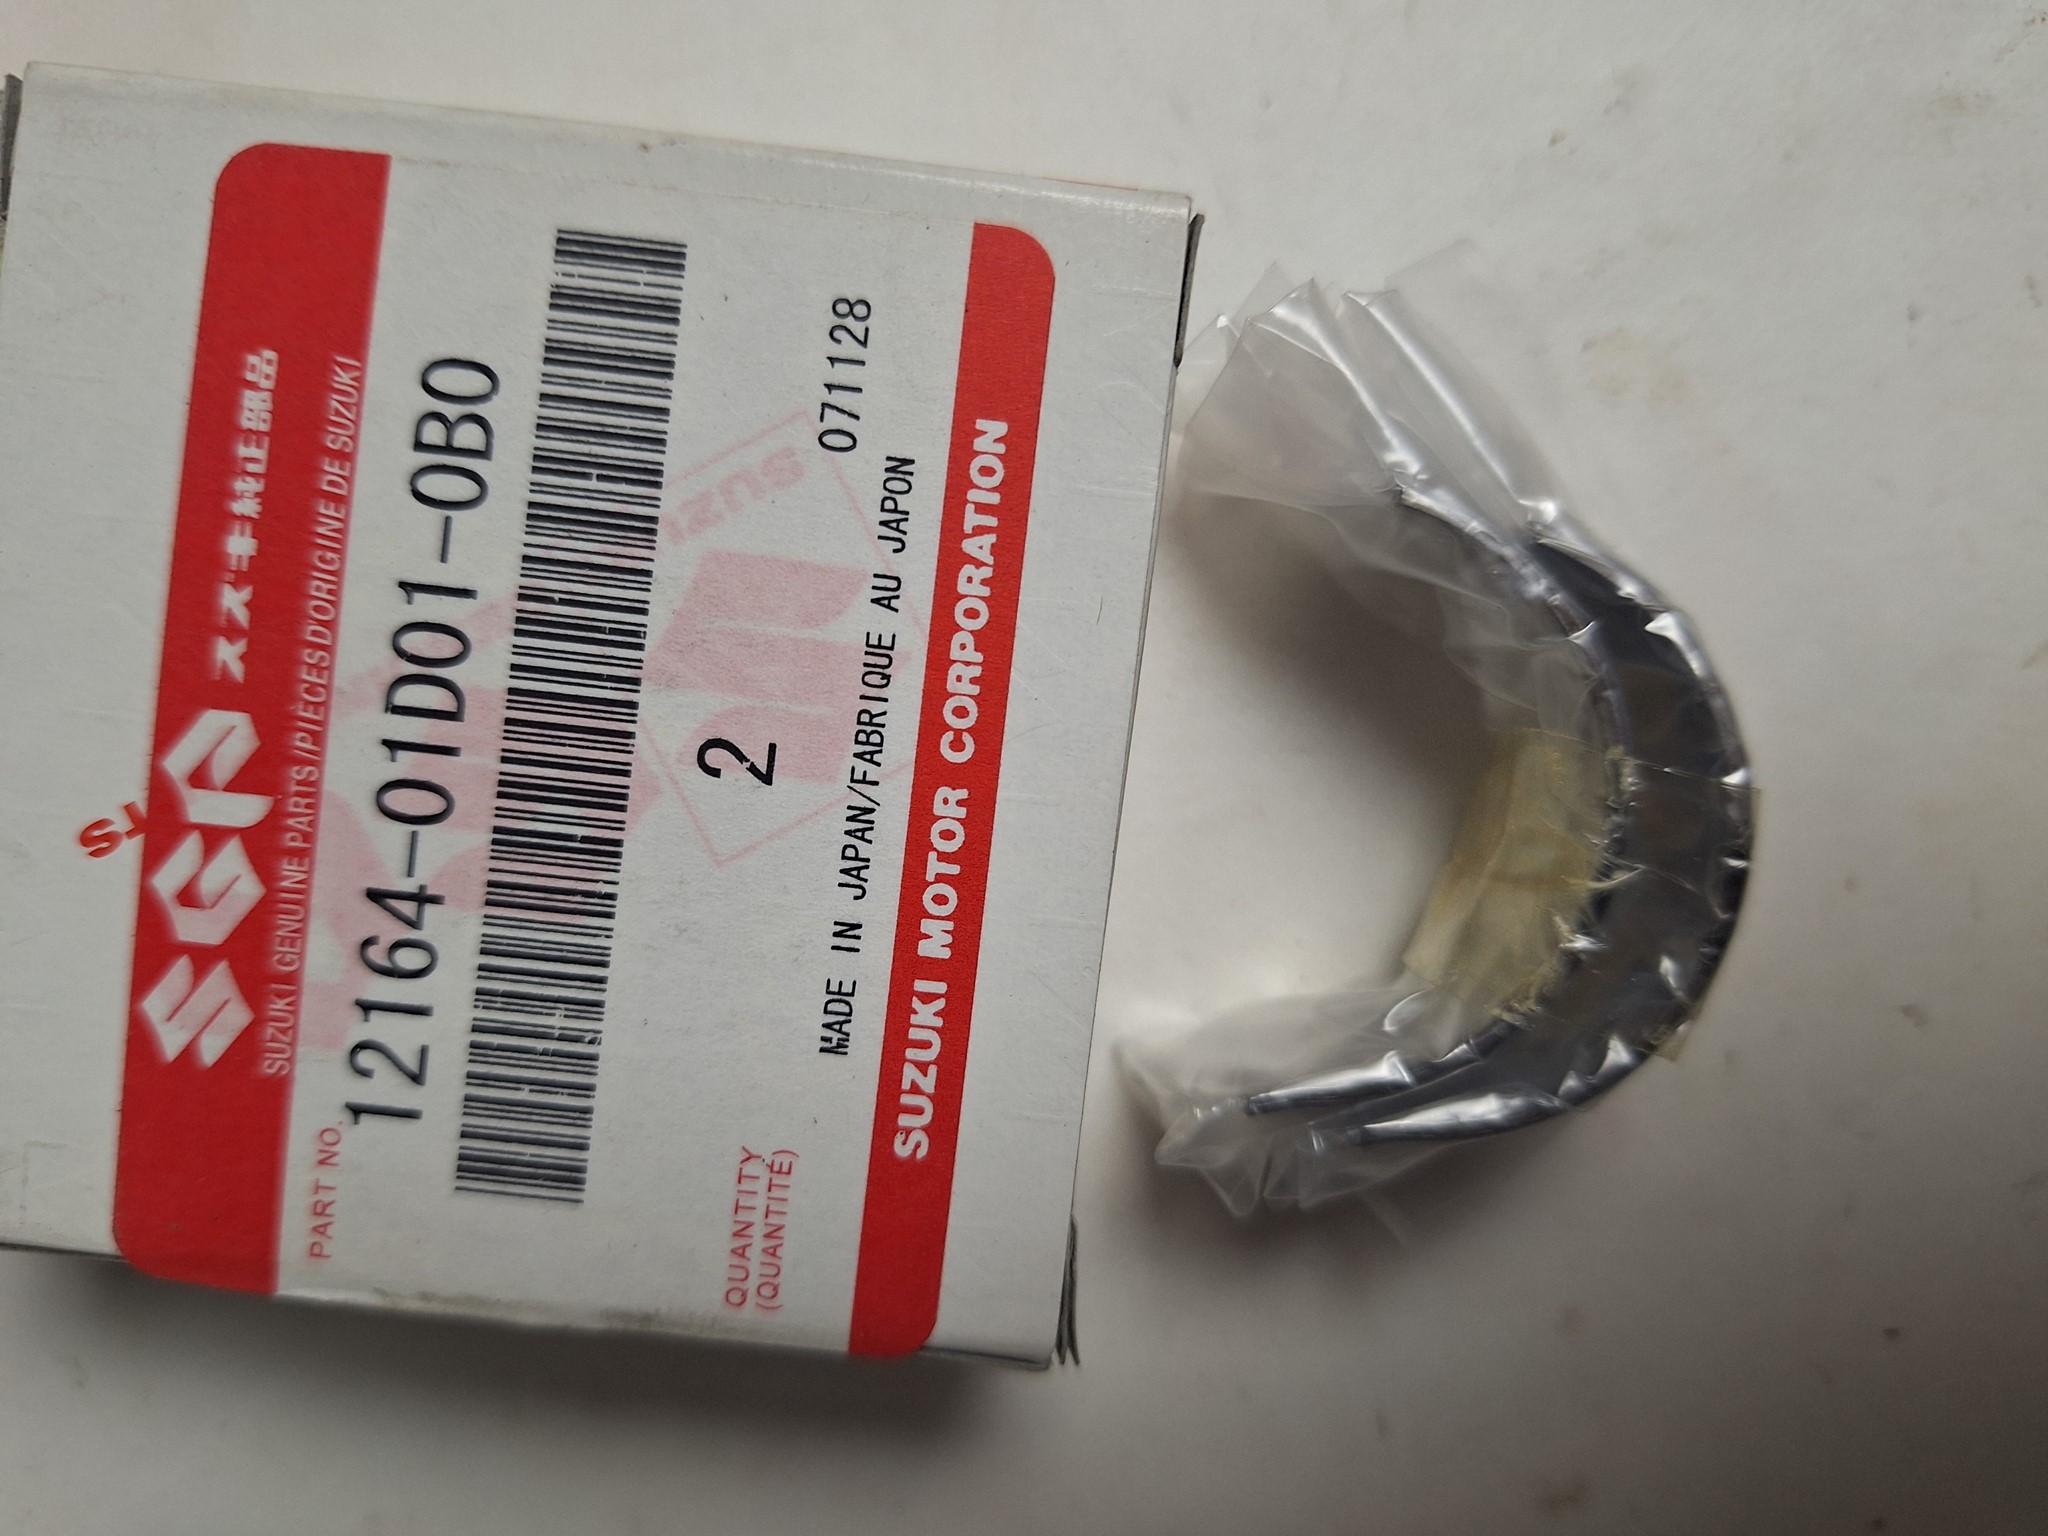 SGP スズキ純正部品
SUZUKI GENUINE PARTS/PIÈCES D'ORIGINE DE SUZUKI
PART NO.
12164-01D01-0B0
SUZUKI
QUANTITY
(QUANTITÉ)
2
071128
MADE IN JAPAN/FABRIQUE AU JAPON
SUZUKI MOTOR CORPORATION